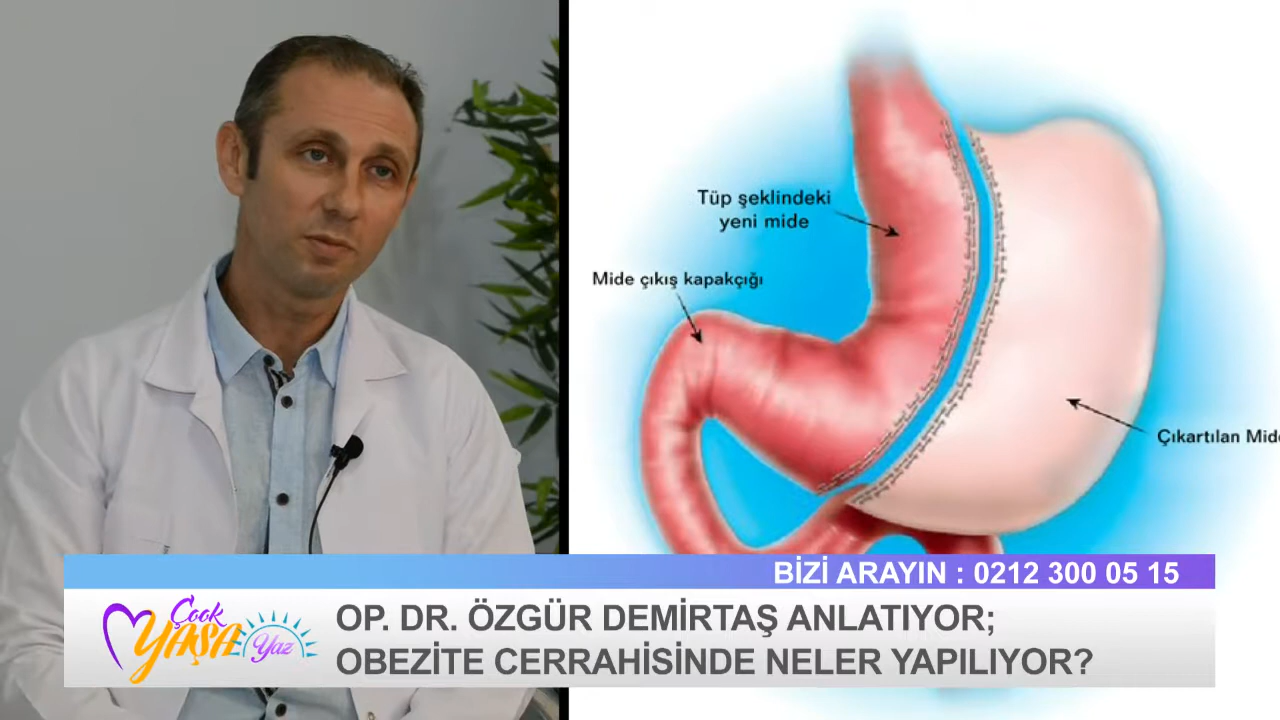 Tüp şeklindeki
yeni mide
Mide çıkış kapakçığı
Çıkartılan
BİZİ ARAYIN : 0212 300 05 15
Çook
YAŞA
Yaz
OP. DR. ÖZGÜR DEMİRTAŞ ANLATIYOR;
OBEZİTE CERRAHİSİNDE NELER YAPILIYOR?